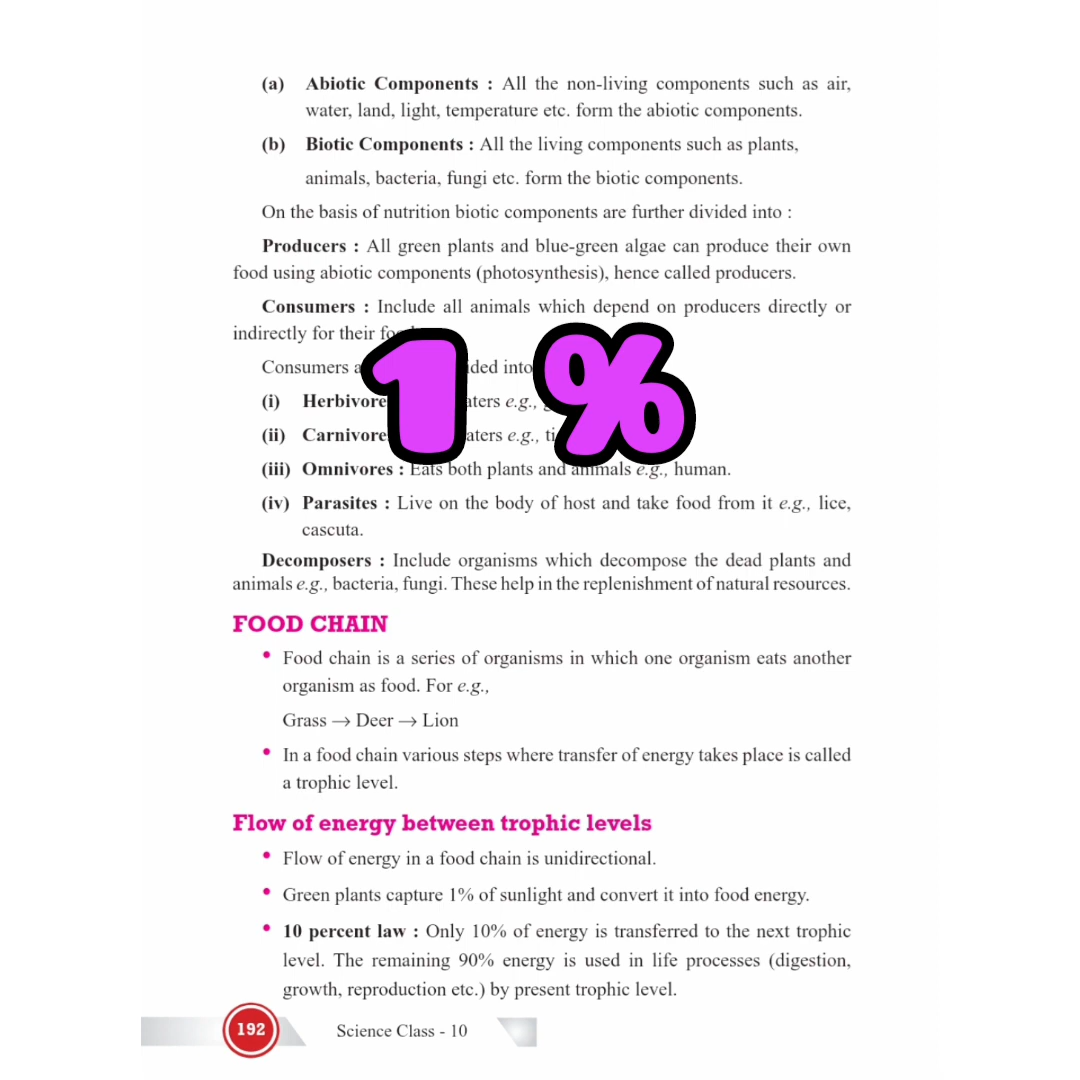 (a) Abiotic Components : All the non-living components such as air,
water, land, light, temperature etc. form the abiotic components.
(b) Biotic Components : All the living components such as plants,
animals, bacteria, fungi etc. form the biotic components.
On the basis of nutrition biotic components are further divided into :
Producers : All green plants and blue-green algae can produce their own
food using abiotic components (photosynthesis), hence called producers.
Consumers : Include all animals which depend on producers directly or
indirectly for their
Consumers into
1 %
(i) e.g.,
(ii) e.g.,
(iii) Omnivores : Eats both plants and animals e.g., human.
(iv) Parasites : Live on the body of host and take food from it e.g., lice,
cascuta.
Decomposers : Include organisms which decompose the dead plants and
animals e.g., bacteria, fungi. These help in the replenishment of natural resources.
FOOD CHAIN
• Food chain is a series of organisms in which one organism eats another
organism as food. For e.g.,
Grass → Deer → Lion
• In a food chain various steps where transfer of energy takes place is called
a trophic level.
Flow of energy between trophic levels
• Flow of energy in a food chain is unidirectional.
• Green plants capture 1% of sunlight and convert it into food energy.
• 10 percent law : Only 10% of energy is transferred to the next trophic
level. The remaining 90% energy is used in life processes (digestion,
growth, reproduction etc.) by present trophic level.
192 Science Class - 10